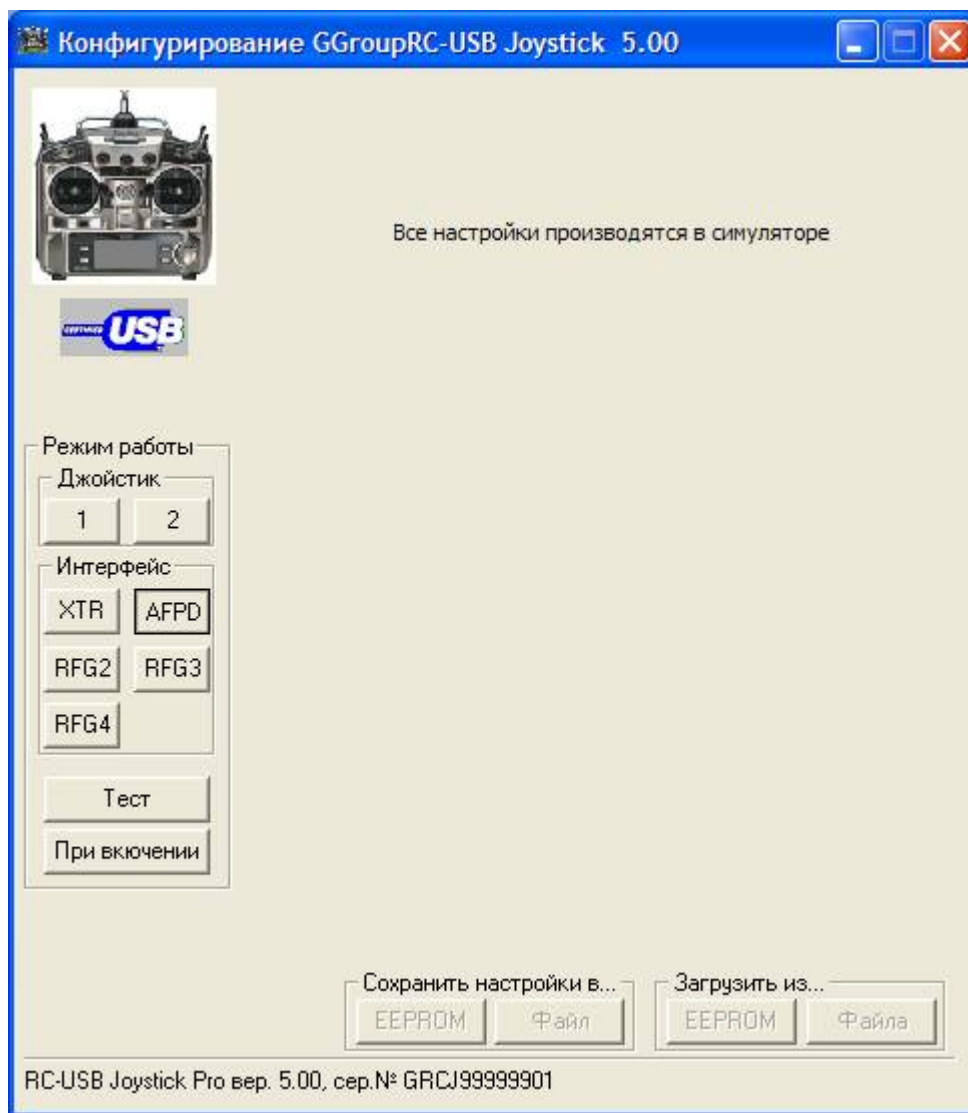 Конфигурирование GGroupRC-USB Joystick 5.00
Все настройки производятся в симуляторе
USB
Режим работы
Джойстик
1 2
Интерфейс
XTR AFPD
RFG2 RFG3
RFG4
Тест
При вкючении
Сохранить настройки в... Загрузить из...
EEPROM Файл EEPROM Файла
RC-USB Joystick Pro вер. 5.00, сер.№ GRCJ99999901